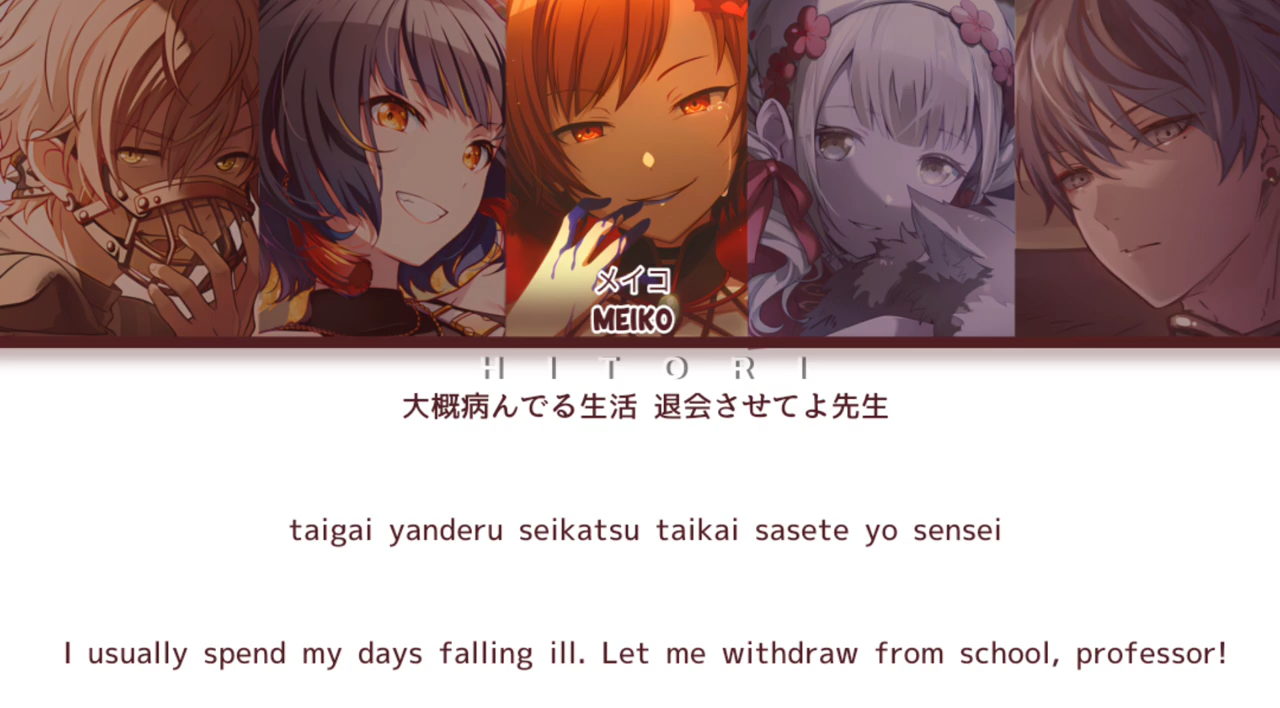 メイコ
MEIKO
HITORI
大概病んでる生活 退会させてよ先生
taigai yanderu seikatsu taikai sasete yo sensei
I usually spend my days falling ill. Let me withdraw from school, professor!